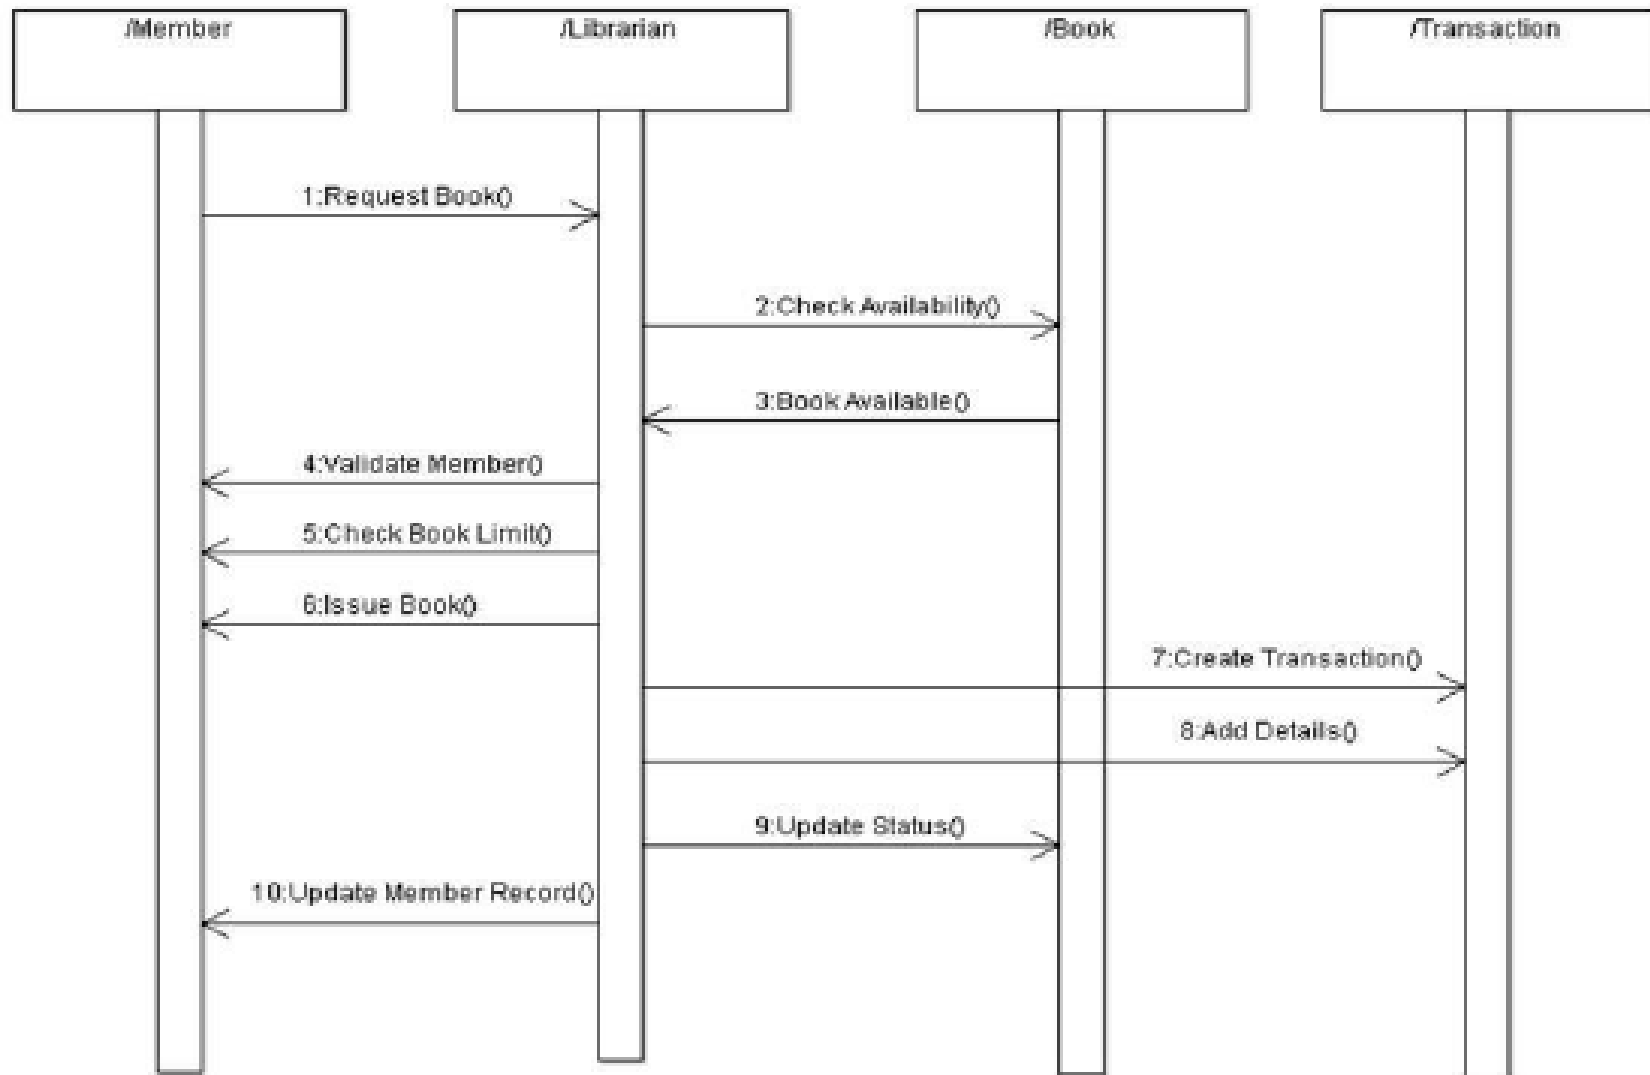 /Member
/Librarian
/Book
/Transaction
1:Request Book()
2:Check Availability()
3:Book Available()
4:Validate Member()
5:Check Book Limit()
6:Issue Book()
7:Create Transaction()
8:Add Details()
9:Update Status()
10:Update Member Record()